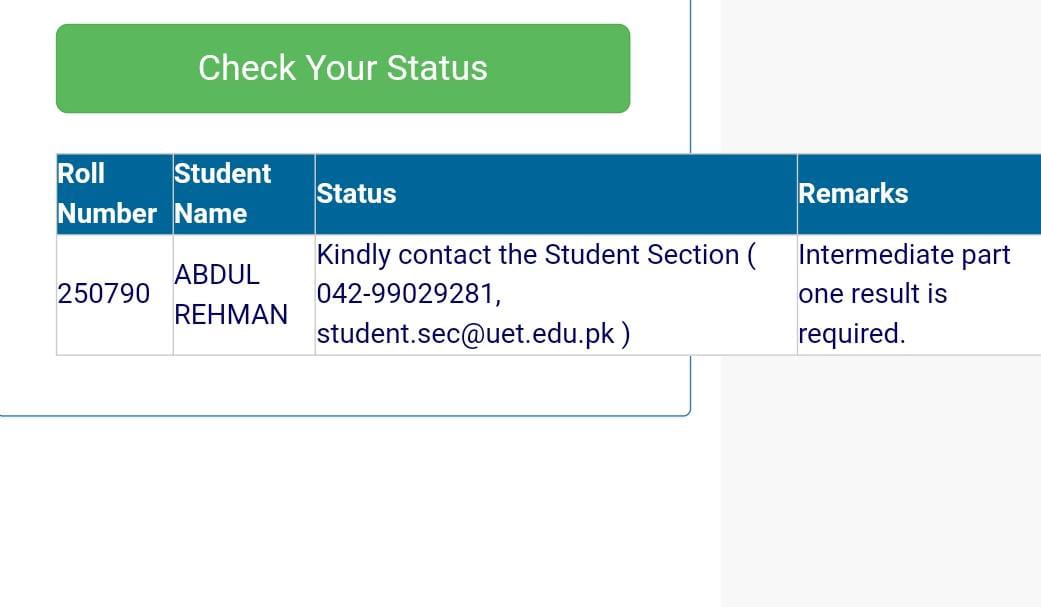 Check Your Status
Roll
Number
Student
Name
Status
Remarks
250790
ABDUL
REHMAN
Kindly contact the Student Section (
042-99029281,
student.sec@uet.edu.pk )
Intermediate part
one result is
required.